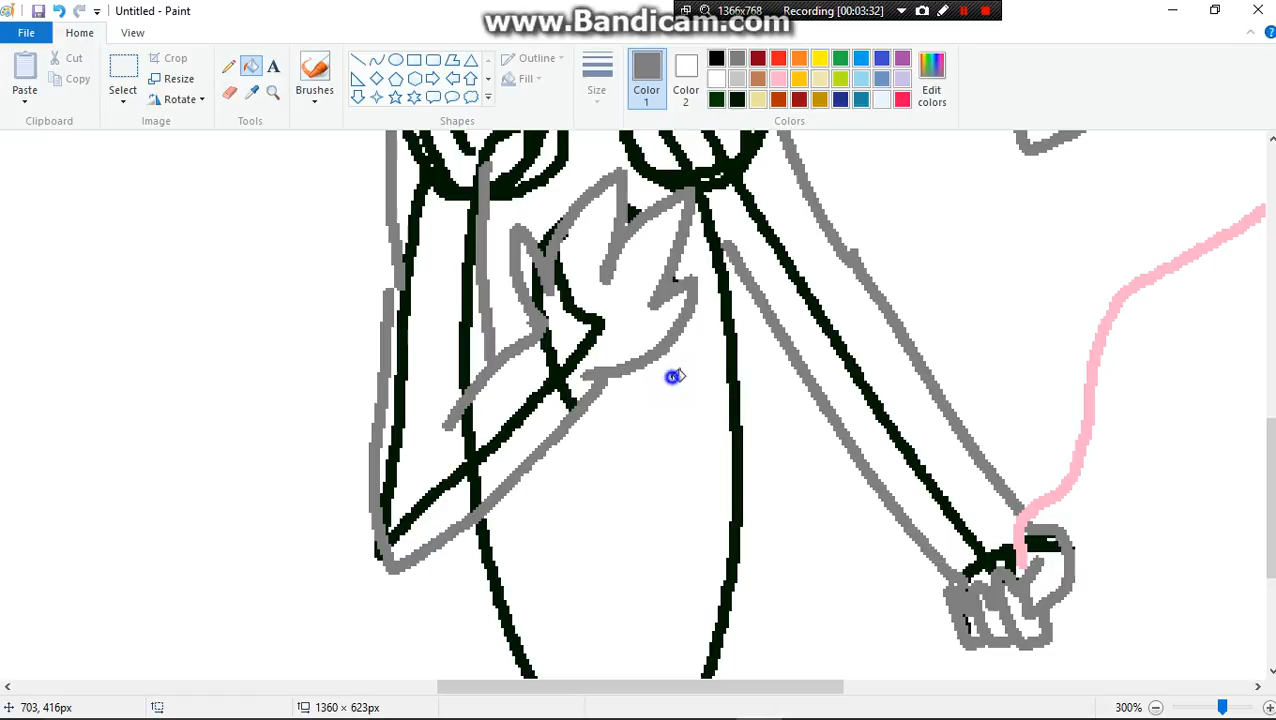 www.Bandicam.com
1366x768
Recording [00:03:32]
Untitled - Paint
File
Home
View
Paste
Cut
Copy
Clipboard
Select
Crop
Resize
Rotate
Image
A
Tools
Brushes
Outline
Fill
Shapes
Size
Color
1
Color
2
Edit
colors
Colors
703, 416px
1360 × 623px
300%